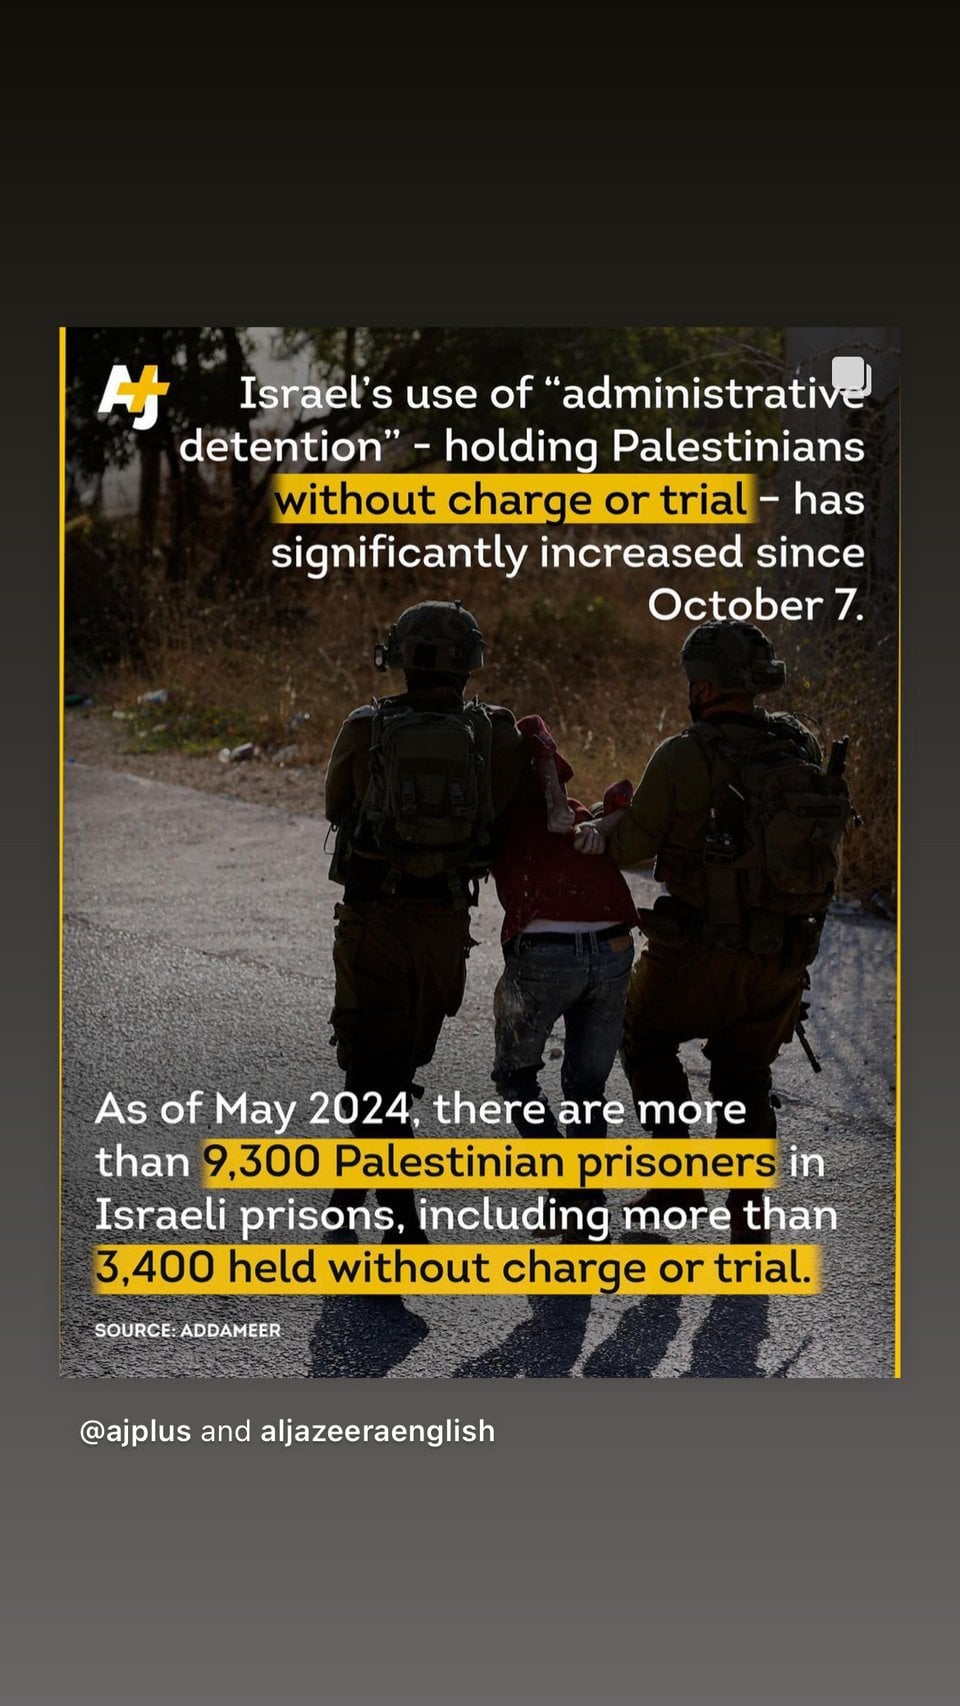 AJ+
Israel's use of “administrative
detention” - holding Palestinians
without charge or trial – has
significantly increased since
October 7.
As of May 2024, there are more
than 9,300 Palestinian prisoners in
Israeli prisons, including more than
3,400 held without charge or trial.
SOURCE: ADDAMEER
@ajplus and aljazeeraenglish